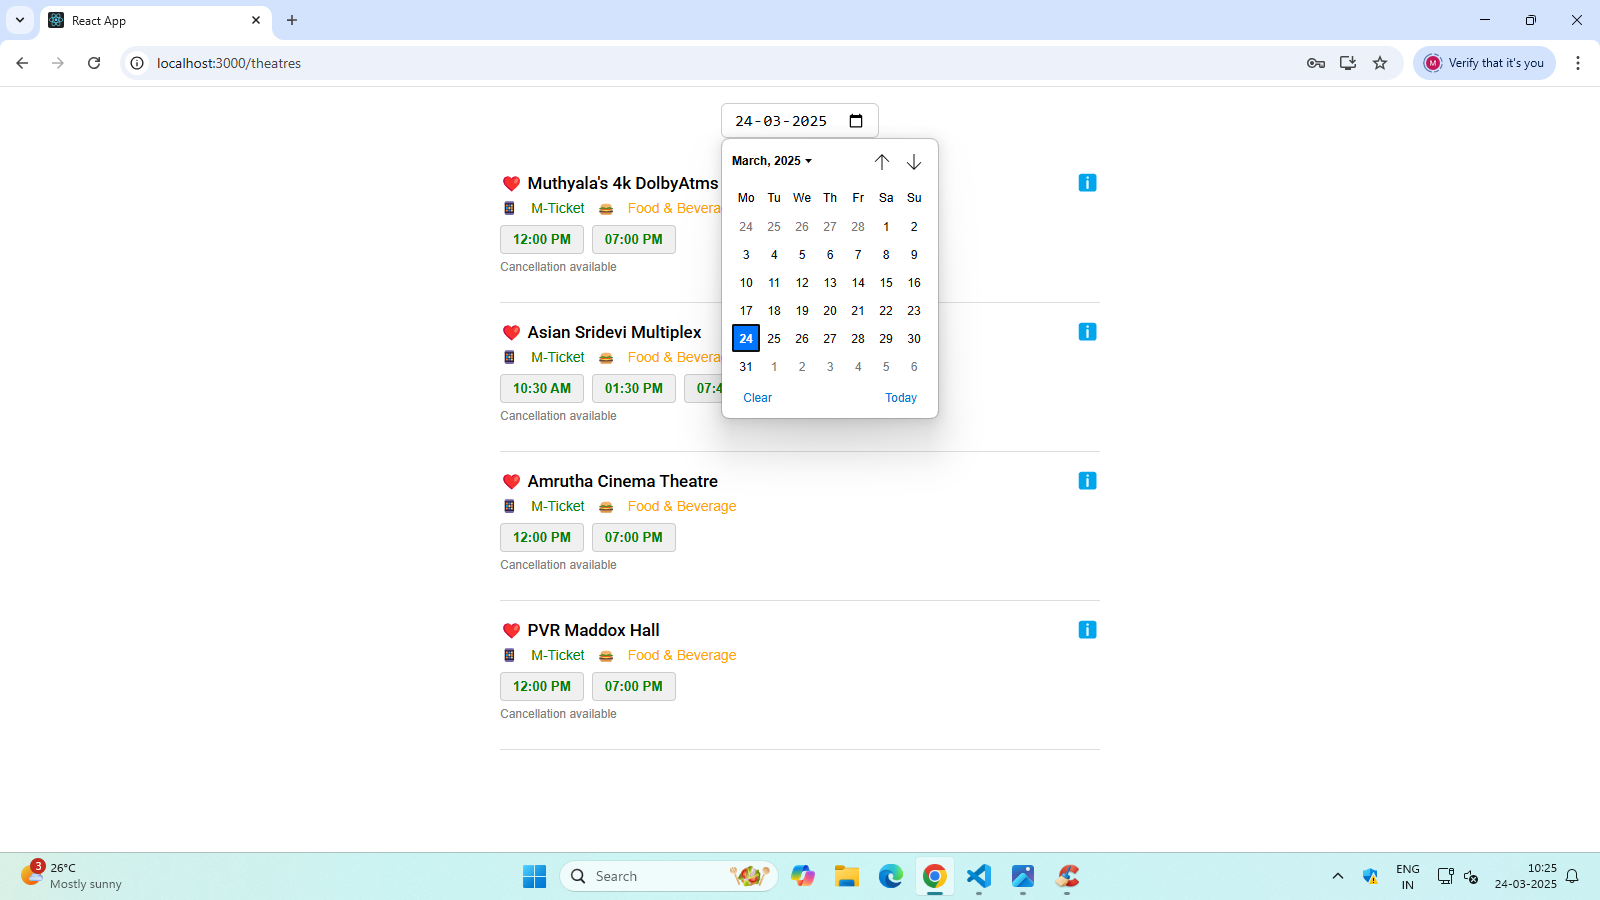 React App
localhost:3000/theatres
Verify that it's you
M
24-03-2025
March, 2025
Mo Tu We Th Fr Sa Su
24 25 26 27 28 1 2
3 4 5 6 7 8 9
10 11 12 13 14 15 16
17 18 19 20 21 22 23
24 25 26 27 28 29 30
31 1 2 3 4 5 6
Clear Today
Muthyala's 4k DolbyAtms
M-Ticket Food & Bevera
12:00 PM 07:00 PM
Cancellation available
Asian Sridevi Multiplex
M-Ticket Food & Bevera
10:30 AM 01:30 PM 07:4
Cancellation available
Amrutha Cinema Theatre
M-Ticket Food & Beverage
12:00 PM 07:00 PM
Cancellation available
PVR Maddox Hall
M-Ticket Food & Beverage
12:00 PM 07:00 PM
Cancellation available
3
26°C
Mostly sunny
Search
ENG
IN
10:25
24-03-2025